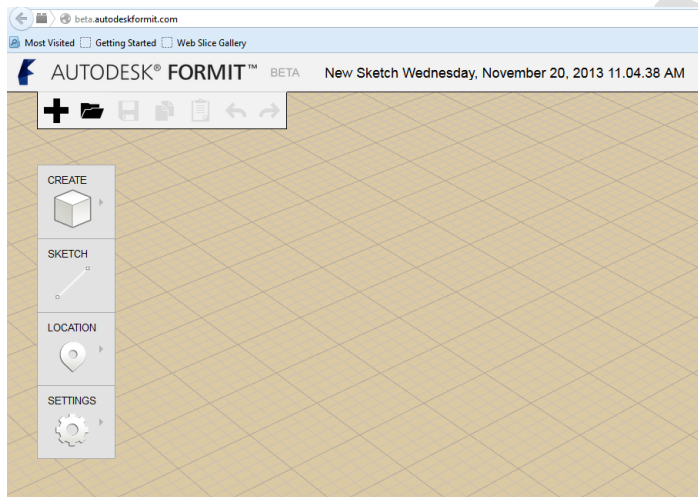 beta.autodeskformit.com
Most Visited Getting Started Web Slice Gallery
AUTODESK® FORMIT™ BETA New Sketch Wednesday, November 20, 2013 11.04.38 AM
CREATE
SKETCH
LOCATION
SETTINGS